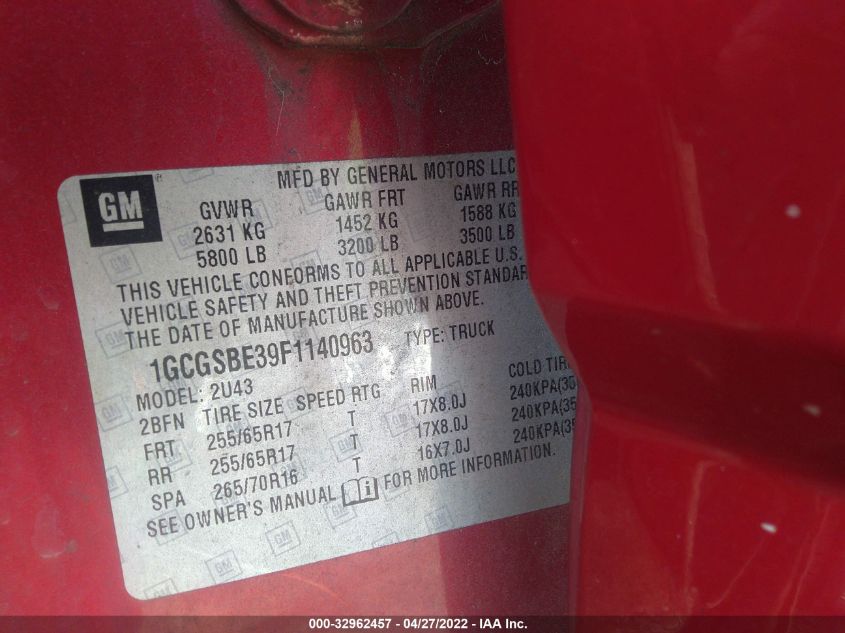 MFD BY GENERAL MOTORS LLC
GM
GVWR GAWR FRT GAWR RR
2631 KG 1452 KG 1588 KG
5800 LB 3200 LB 3500 LB
THIS VEHICLE CONFORMS TO ALL APPLICABLE U.S.
VEHICLE SAFETY AND THEFT PREVENTION STANDAR
THE DATE OF MANUFACTURE SHOWN ABOVE.
1GCGSBE39F1140963 TYPE: TRUCK
MODEL: 2U43
2BFN TIRE SIZE SPEED RTG RIM COLD TIR
FRT 255/65R17 T 17X8.0J 240KPA(35
RR 255/65R17 T 17X8.0J 240KPA(35
SPA 265/70R16 T 16X7.0J 240KPA(35
SEE OWNER'S MANUAL FOR MORE INFORMATION.
000-32962457 - 04/27/2022 - IAA Inc.